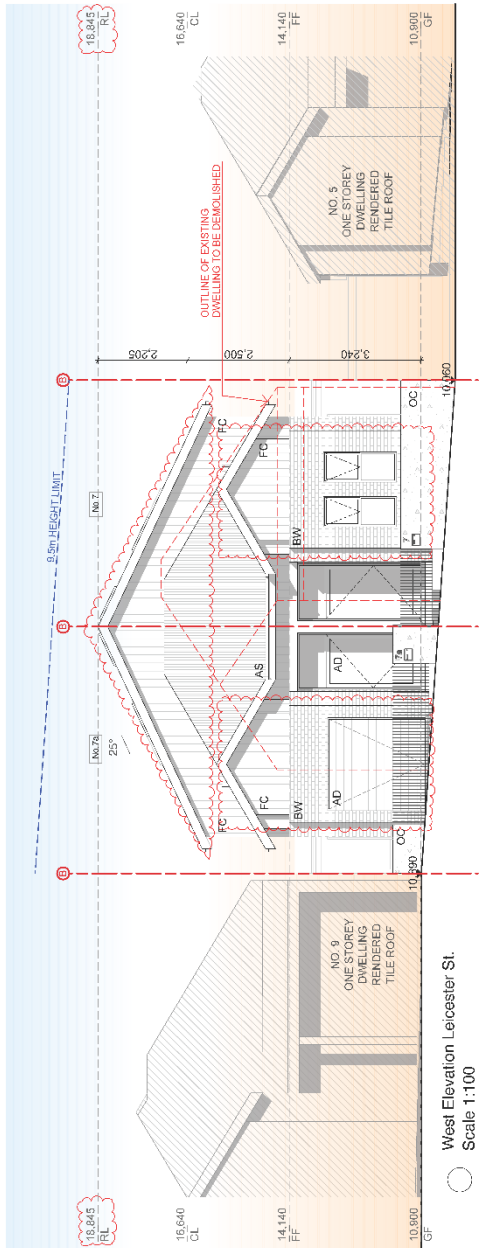 18,845
RL
16,640
CL
14,140
FF
10,900
GF
9.5m HEIGHT LIMIT
B
B
B
No.7a
No.7
25°
18,845
RL
16,640
CL
14,140
FF
10,900
GF
2,205
2,500
3,240
OUTLINE OF EXISTING
DWELLING TO BE DEMOLISHED
NO. 9
ONE STOREY
DWELLING
RENDERED
TILE ROOF
NO. 5
ONE STOREY
DWELLING
RENDERED
TILE ROOF
FC
FC
AS
FC
FC
BW
BW
AD
AD
7a
7
OC
OC
10,890
10,060
West Elevation Leicester St.
Scale 1:100